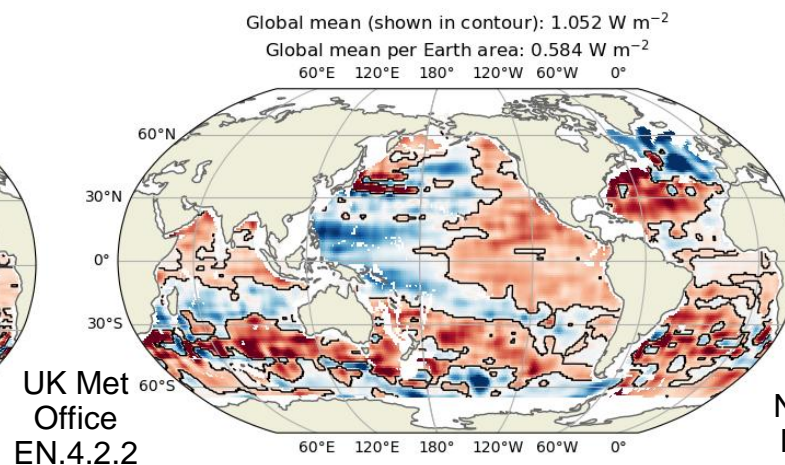 Global mean (shown in contour): 1.052 W m⁻²
Global mean per Earth area: 0.584 W m⁻²
60°E 120°E 180° 120°W 60°W 0°
60°N
30°N
0°
30°S
60°S
60°E 120°E 180° 120°W 60°W 0°
UK Met
Office
EN.4.2.2
N